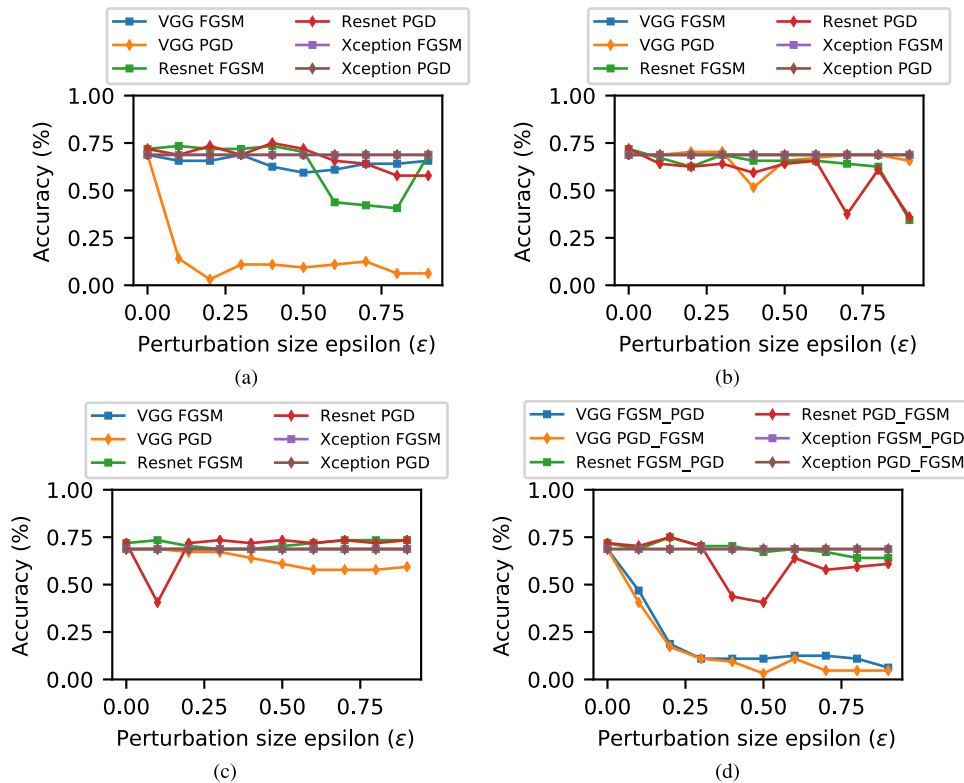 VGG FGSM
VGG PGD
Resnet FGSM
Resnet PGD
Xception FGSM
Xception PGD
1.00
0.75
0.50
0.25
0.00
Accuracy (%)
0.00 0.25 0.50 0.75
Perturbation size epsilon (ε)
(a)
VGG FGSM
VGG PGD
Resnet FGSM
Resnet PGD
Xception FGSM
Xception PGD
1.00
0.75
0.50
0.25
0.00
Accuracy (%)
0.00 0.25 0.50 0.75
Perturbation size epsilon (ε)
(b)
VGG FGSM
VGG PGD
Resnet FGSM
Resnet PGD
Xception FGSM
Xception PGD
1.00
0.75
0.50
0.25
0.00
Accuracy (%)
0.00 0.25 0.50 0.75
Perturbation size epsilon (ε)
(c)
VGG FGSM_PGD
VGG PGD_FGSM
Resnet FGSM_PGD
Resnet PGD_FGSM
Xception FGSM_PGD
Xception PGD_FGSM
1.00
0.75
0.50
0.25
0.00
Accuracy (%)
0.00 0.25 0.50 0.75
Perturbation size epsilon (ε)
(d)